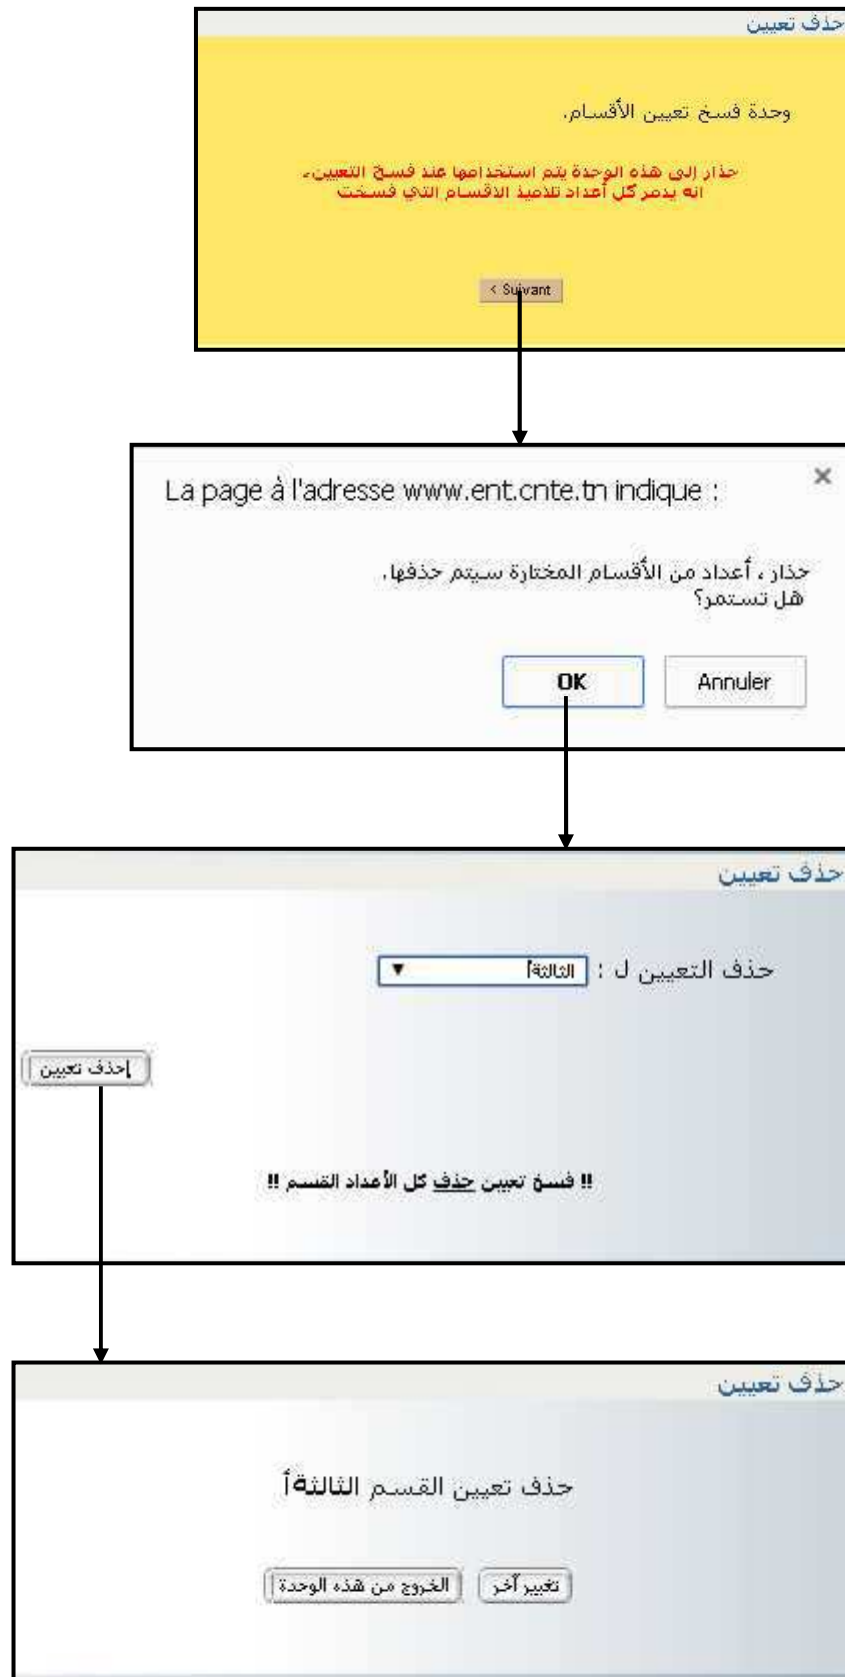 حذف تعيين
وحدة فسخ تعيين الأقسام.
حذار إلى هذه الوحدة يتم استخدامها عند فسخ التعيين،
انه يدمر كل أعداد تلاميذ الاقسام التي فسخت
< Suivant
La page à l'adresse www.ent.cnte.tn indique :
×
حذار ، أعداد من الأقسام المختارة سيتم حذفها.
هل تستمر؟
OK
Annuler
حذف تعيين
حذف التعيين ل : الثالثةأ
إحذف تعيين
!! فسخ تعيين حذف كل الأعداد القسم !!
حذف تعيين
حذف تعيين القسم الثالثةأ
تغيير آخر
الخروج من هذه الوحدة